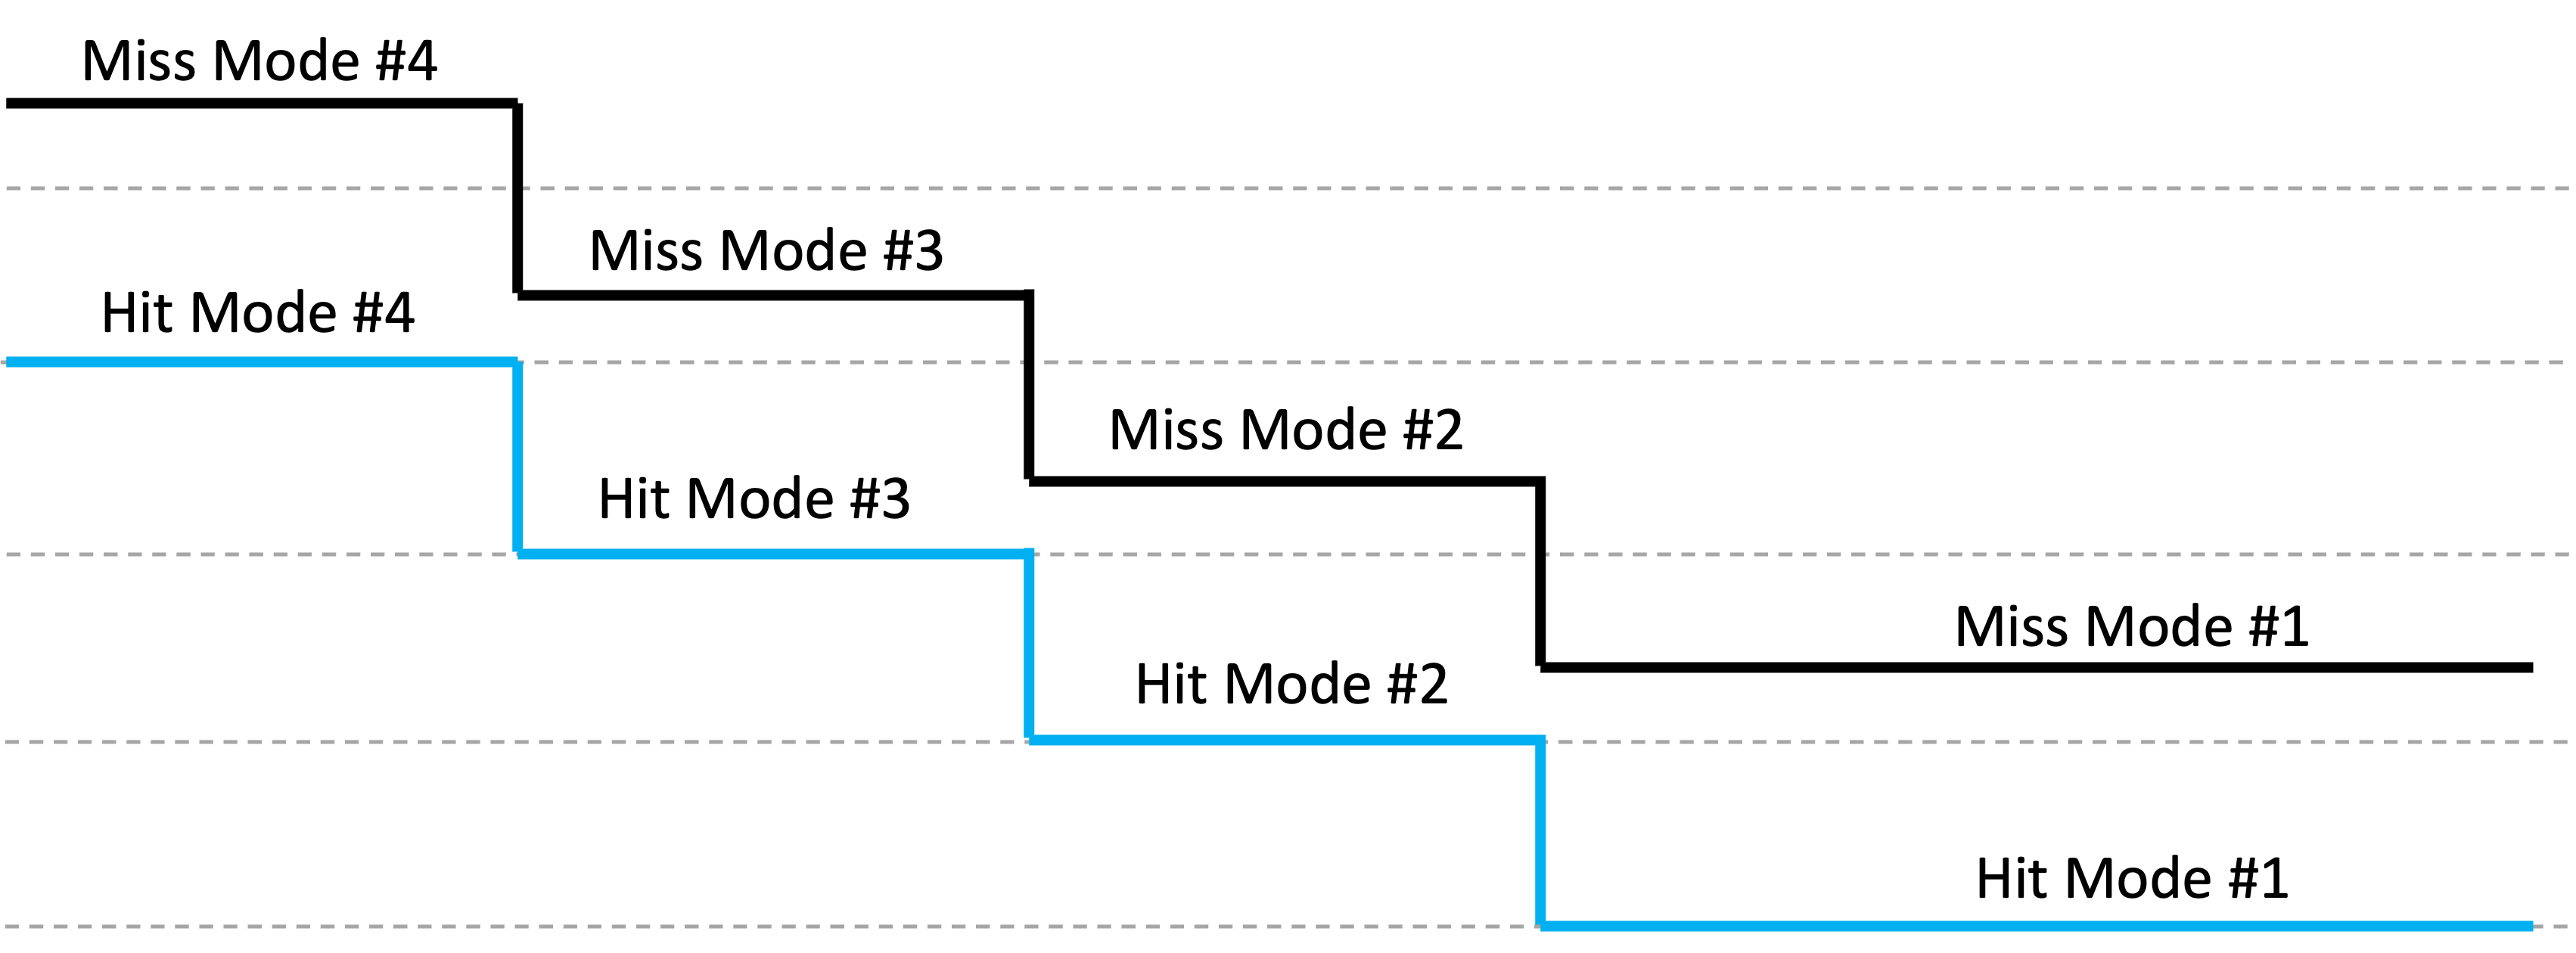 Miss Mode #4
Miss Mode #3
Hit Mode #4
Miss Mode #2
Hit Mode #3
Miss Mode #1
Hit Mode #2
Hit Mode #1